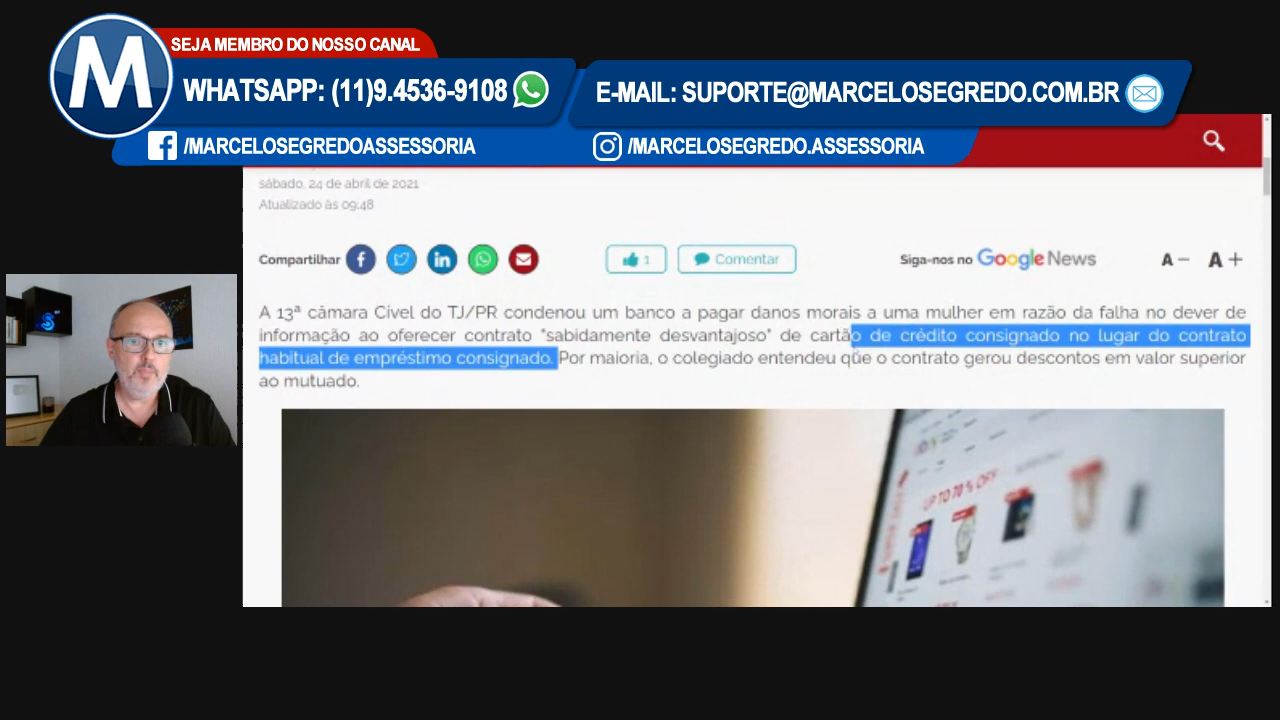 M
SEJA MEMBRO DO NOSSO CANAL
WHATSAPP: (11)9.4536-9108
E-MAIL: SUPORTE@MARCELOSEGREDO.COM.BR
/MARCELOSEGREDOASSESSORIA
/MARCELOSEGREDO.ASSESSORIA
sábado, 24 de abril de 2021
Atualizado às 09:48
Compartilhar
1
Comentar
Siga-nos no Google News
A −
A +
A 13ª câmara Cível do TJ/PR condenou um banco a pagar danos morais a uma mulher em razão da falha no dever de
informação ao oferecer contrato "sabidamente desvantajoso" de cartão de crédito consignado no lugar do contrato
habitual de empréstimo consignado. Por maioria, o colegiado entendeu que o contrato gerou descontos em valor superior
ao mutuado.
UP TO 70 % OFF